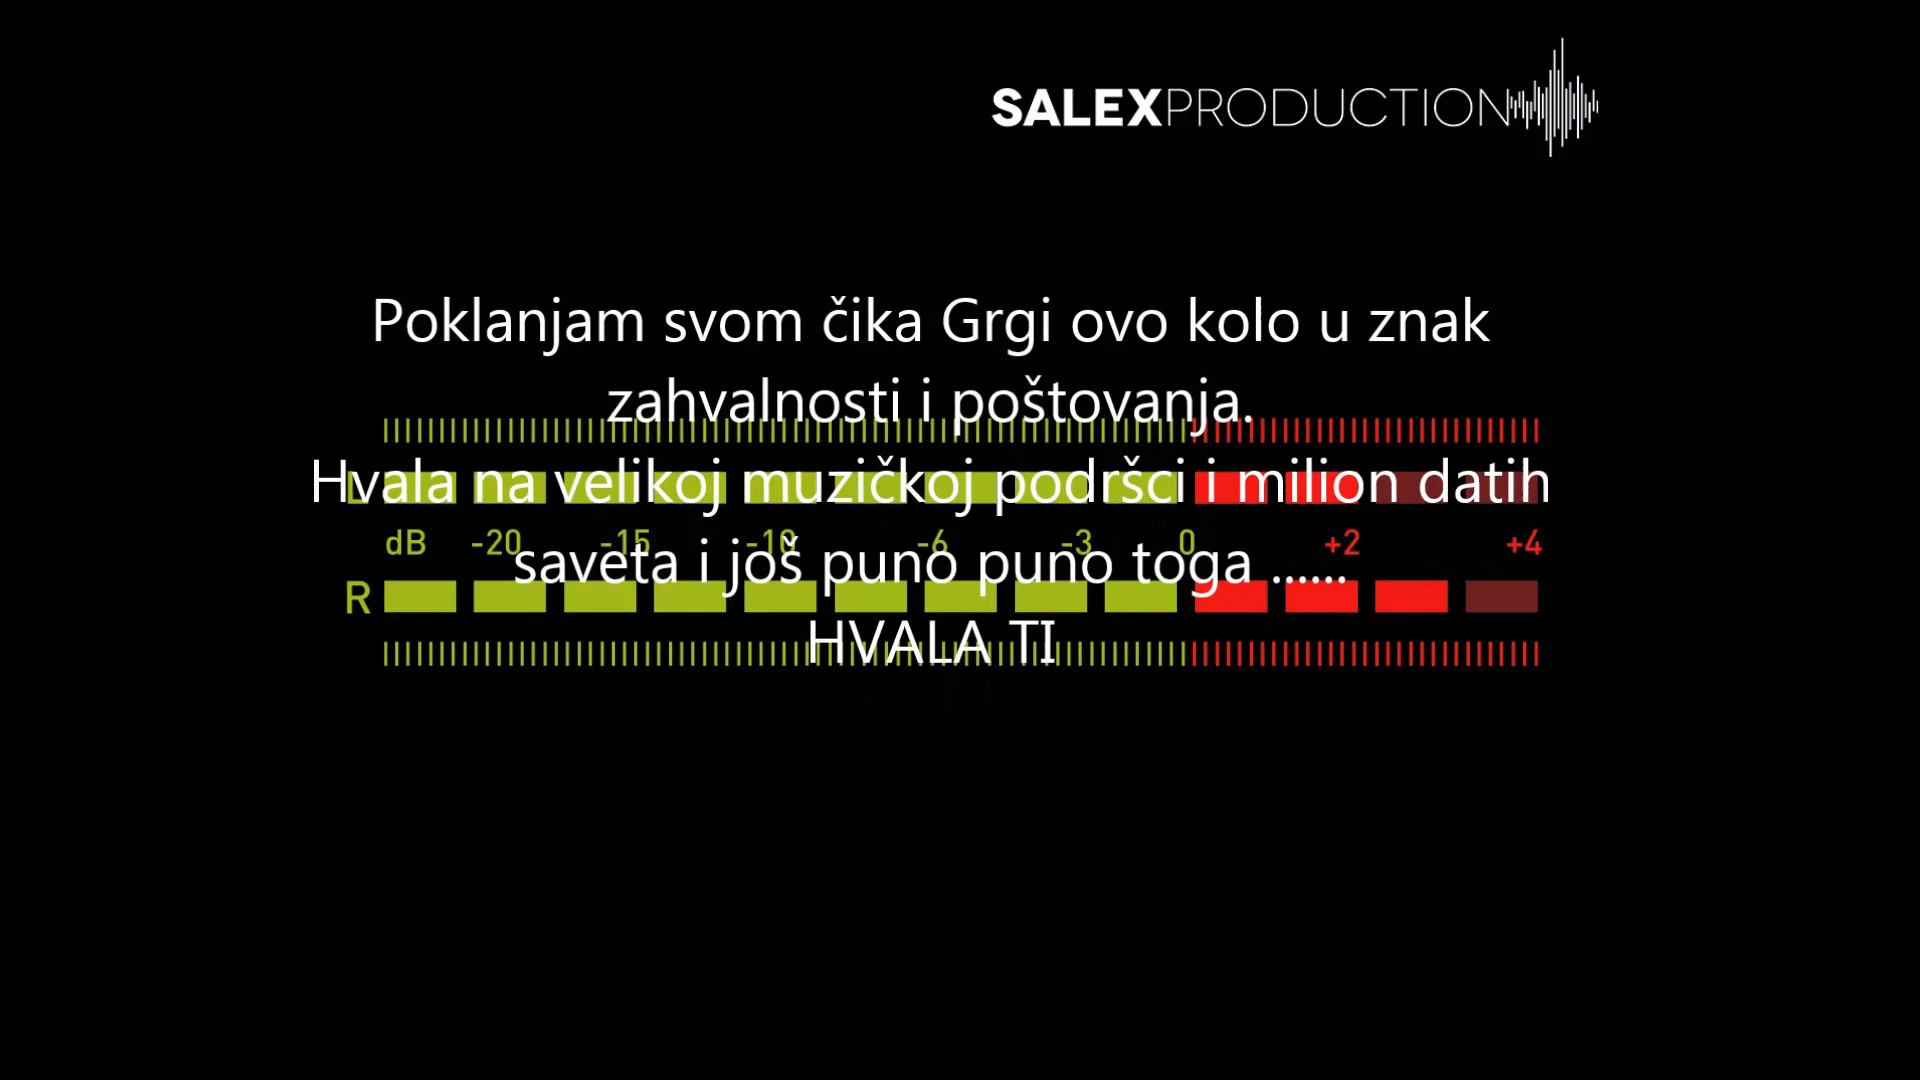 SALEXPRODUCTION
Poklanjam svom čika Grgi ovo kolo u znak
zahvalnosti i poštovanja.
Hvala na velikoj muzičkoj podršci i milion datih
L
dB -20 -15 -10 -6 -3 0 +2 +4
saveta i još puno puno toga ......
R
HVALA TI